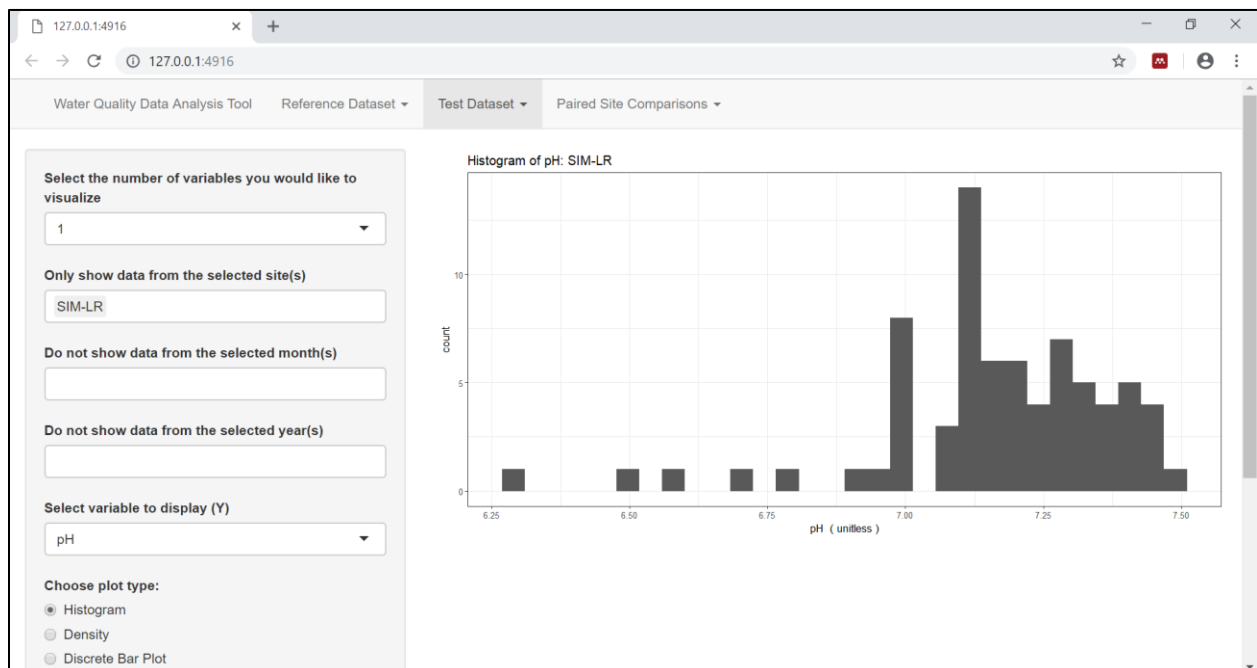 127.0.0.1:4916
127.0.0.1:4916
Water Quality Data Analysis Tool Reference Dataset Test Dataset Paired Site Comparisons
Select the number of variables you would like to
visualize
1
Only show data from the selected site(s)
SIM-LR
Do not show data from the selected month(s)
Do not show data from the selected year(s)
Select variable to display (Y)
pH
Choose plot type:
Histogram
Density
Discrete Bar Plot
Histogram of pH: SIM-LR
10
5
0
count
6.25 6.50 6.75 7.00 7.25 7.50
pH ( unitless )